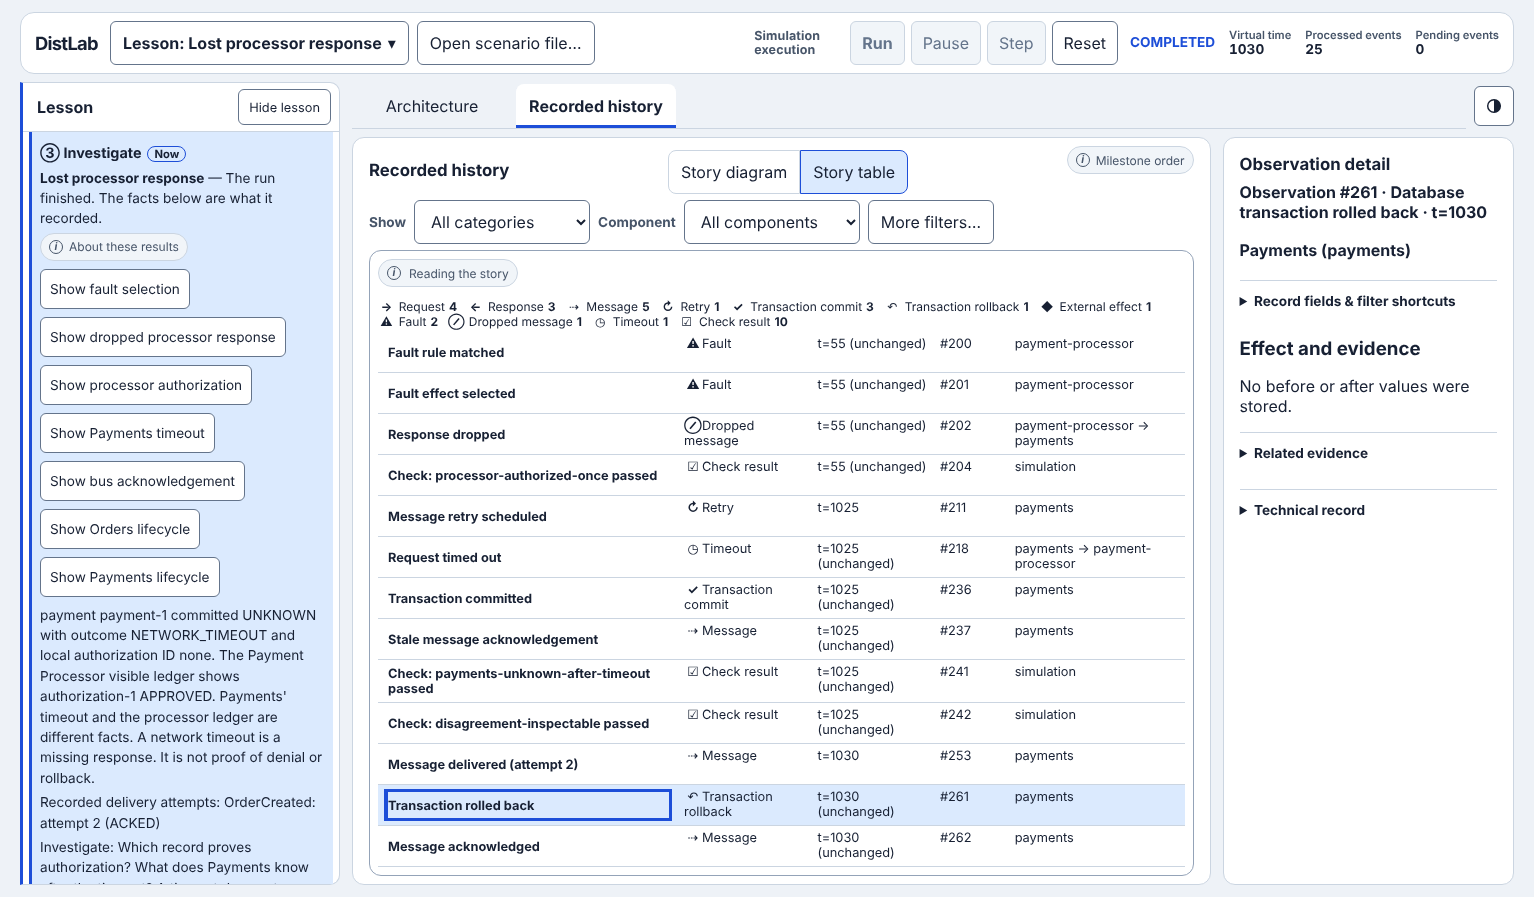 DistLab
Lesson: Lost processor response ▾
Open scenario file...
Simulation execution
Run
Pause
Step
Reset
COMPLETED
Virtual time
1030
Processed events
25
Pending events
0
Lesson
Hide lesson
3 Investigate Now
Lost processor response — The run
finished. The facts below are what it
recorded.
About these results
Show fault selection
Show dropped processor response
Show processor authorization
Show Payments timeout
Show bus acknowledgement
Show Orders lifecycle
Show Payments lifecycle
payment payment-1 committed UNKNOWN
with outcome NETWORK_TIMEOUT and
local authorization ID none. The Payment
Processor visible ledger shows
authorization-1 APPROVED. Payments'
timeout and the processor ledger are
different facts. A network timeout is a
missing response. It is not proof of denial or
rollback.
Recorded delivery attempts: OrderCreated:
attempt 2 (ACKED)
Investigate: Which record proves
authorization? What does Payments know
Architecture
Recorded history
Recorded history
Story diagram
Story table
Milestone order
Show
All categories
Component
All components
More filters...
Reading the story
→ Request 4 ← Response 3 ⇢ Message 5 ↻ Retry 1 ✔ Transaction commit 3 ↶ Transaction rollback 1 ◆ External effect 1
⚠ Fault 2 Dropped message 1 ◷ Timeout 1 ☑ Check result 10
Fault rule matched ⚠ Fault t=55 (unchanged) #200 payment-processor
Fault effect selected ⚠ Fault t=55 (unchanged) #201 payment-processor
Response dropped Dropped message t=55 (unchanged) #202 payment-processor → payments
Check: processor-authorized-once passed ☑ Check result t=55 (unchanged) #204 simulation
Message retry scheduled ↻ Retry t=1025 #211 payments
Request timed out ◷ Timeout t=1025 (unchanged) #218 payments → payment-processor
Transaction committed ✔ Transaction commit t=1025 (unchanged) #236 payments
Stale message acknowledgement ⇢ Message t=1025 (unchanged) #237 payments
Check: payments-unknown-after-timeout passed ☑ Check result t=1025 (unchanged) #241 simulation
Check: disagreement-inspectable passed ☑ Check result t=1025 (unchanged) #242 simulation
Message delivered (attempt 2) ⇢ Message t=1030 #253 payments
Transaction rolled back ↶ Transaction rollback t=1030 (unchanged) #261 payments
Message acknowledged ⇢ Message t=1030 (unchanged) #262 payments
Observation detail
Observation #261 · Database
transaction rolled back · t=1030
Payments (payments)
▶ Record fields & filter shortcuts
Effect and evidence
No before or after values were
stored.
▶ Related evidence
▶ Technical record